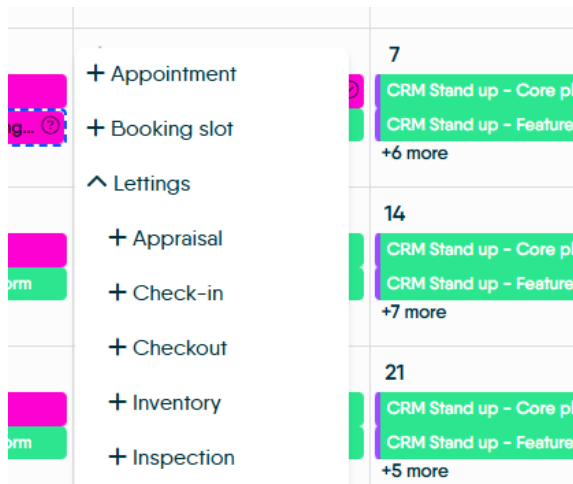 7
Appointment
CRM Stand up - Core pl
ng...
Booking slot
CRM Stand up - Feature
+6 more
Lettings
14
Appraisal
CRM Stand up - Core pl
orm
Check-in
CRM Stand up - Feature
+7 more
Checkout
21
Inventory
CRM Stand up - Core pl
orm
Inspection
CRM Stand up - Feature
+5 more